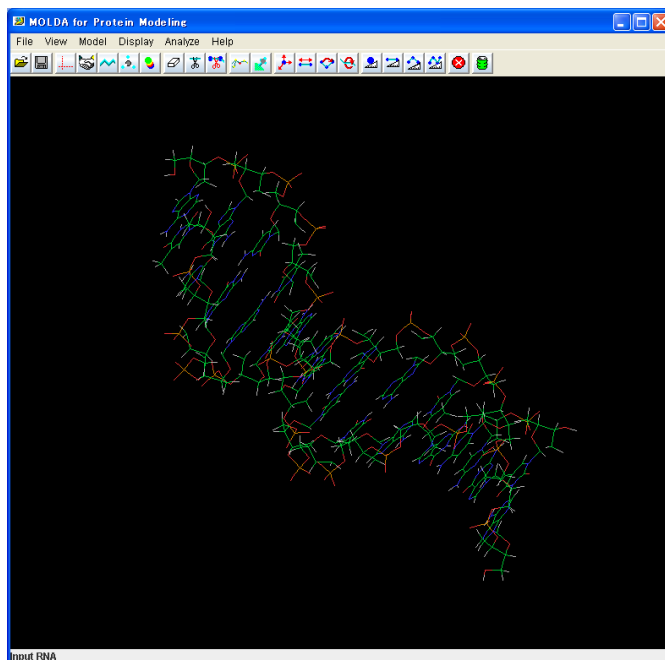 MOLDA for Protein Modeling
File View Model Display Analyze Help
Input RNA